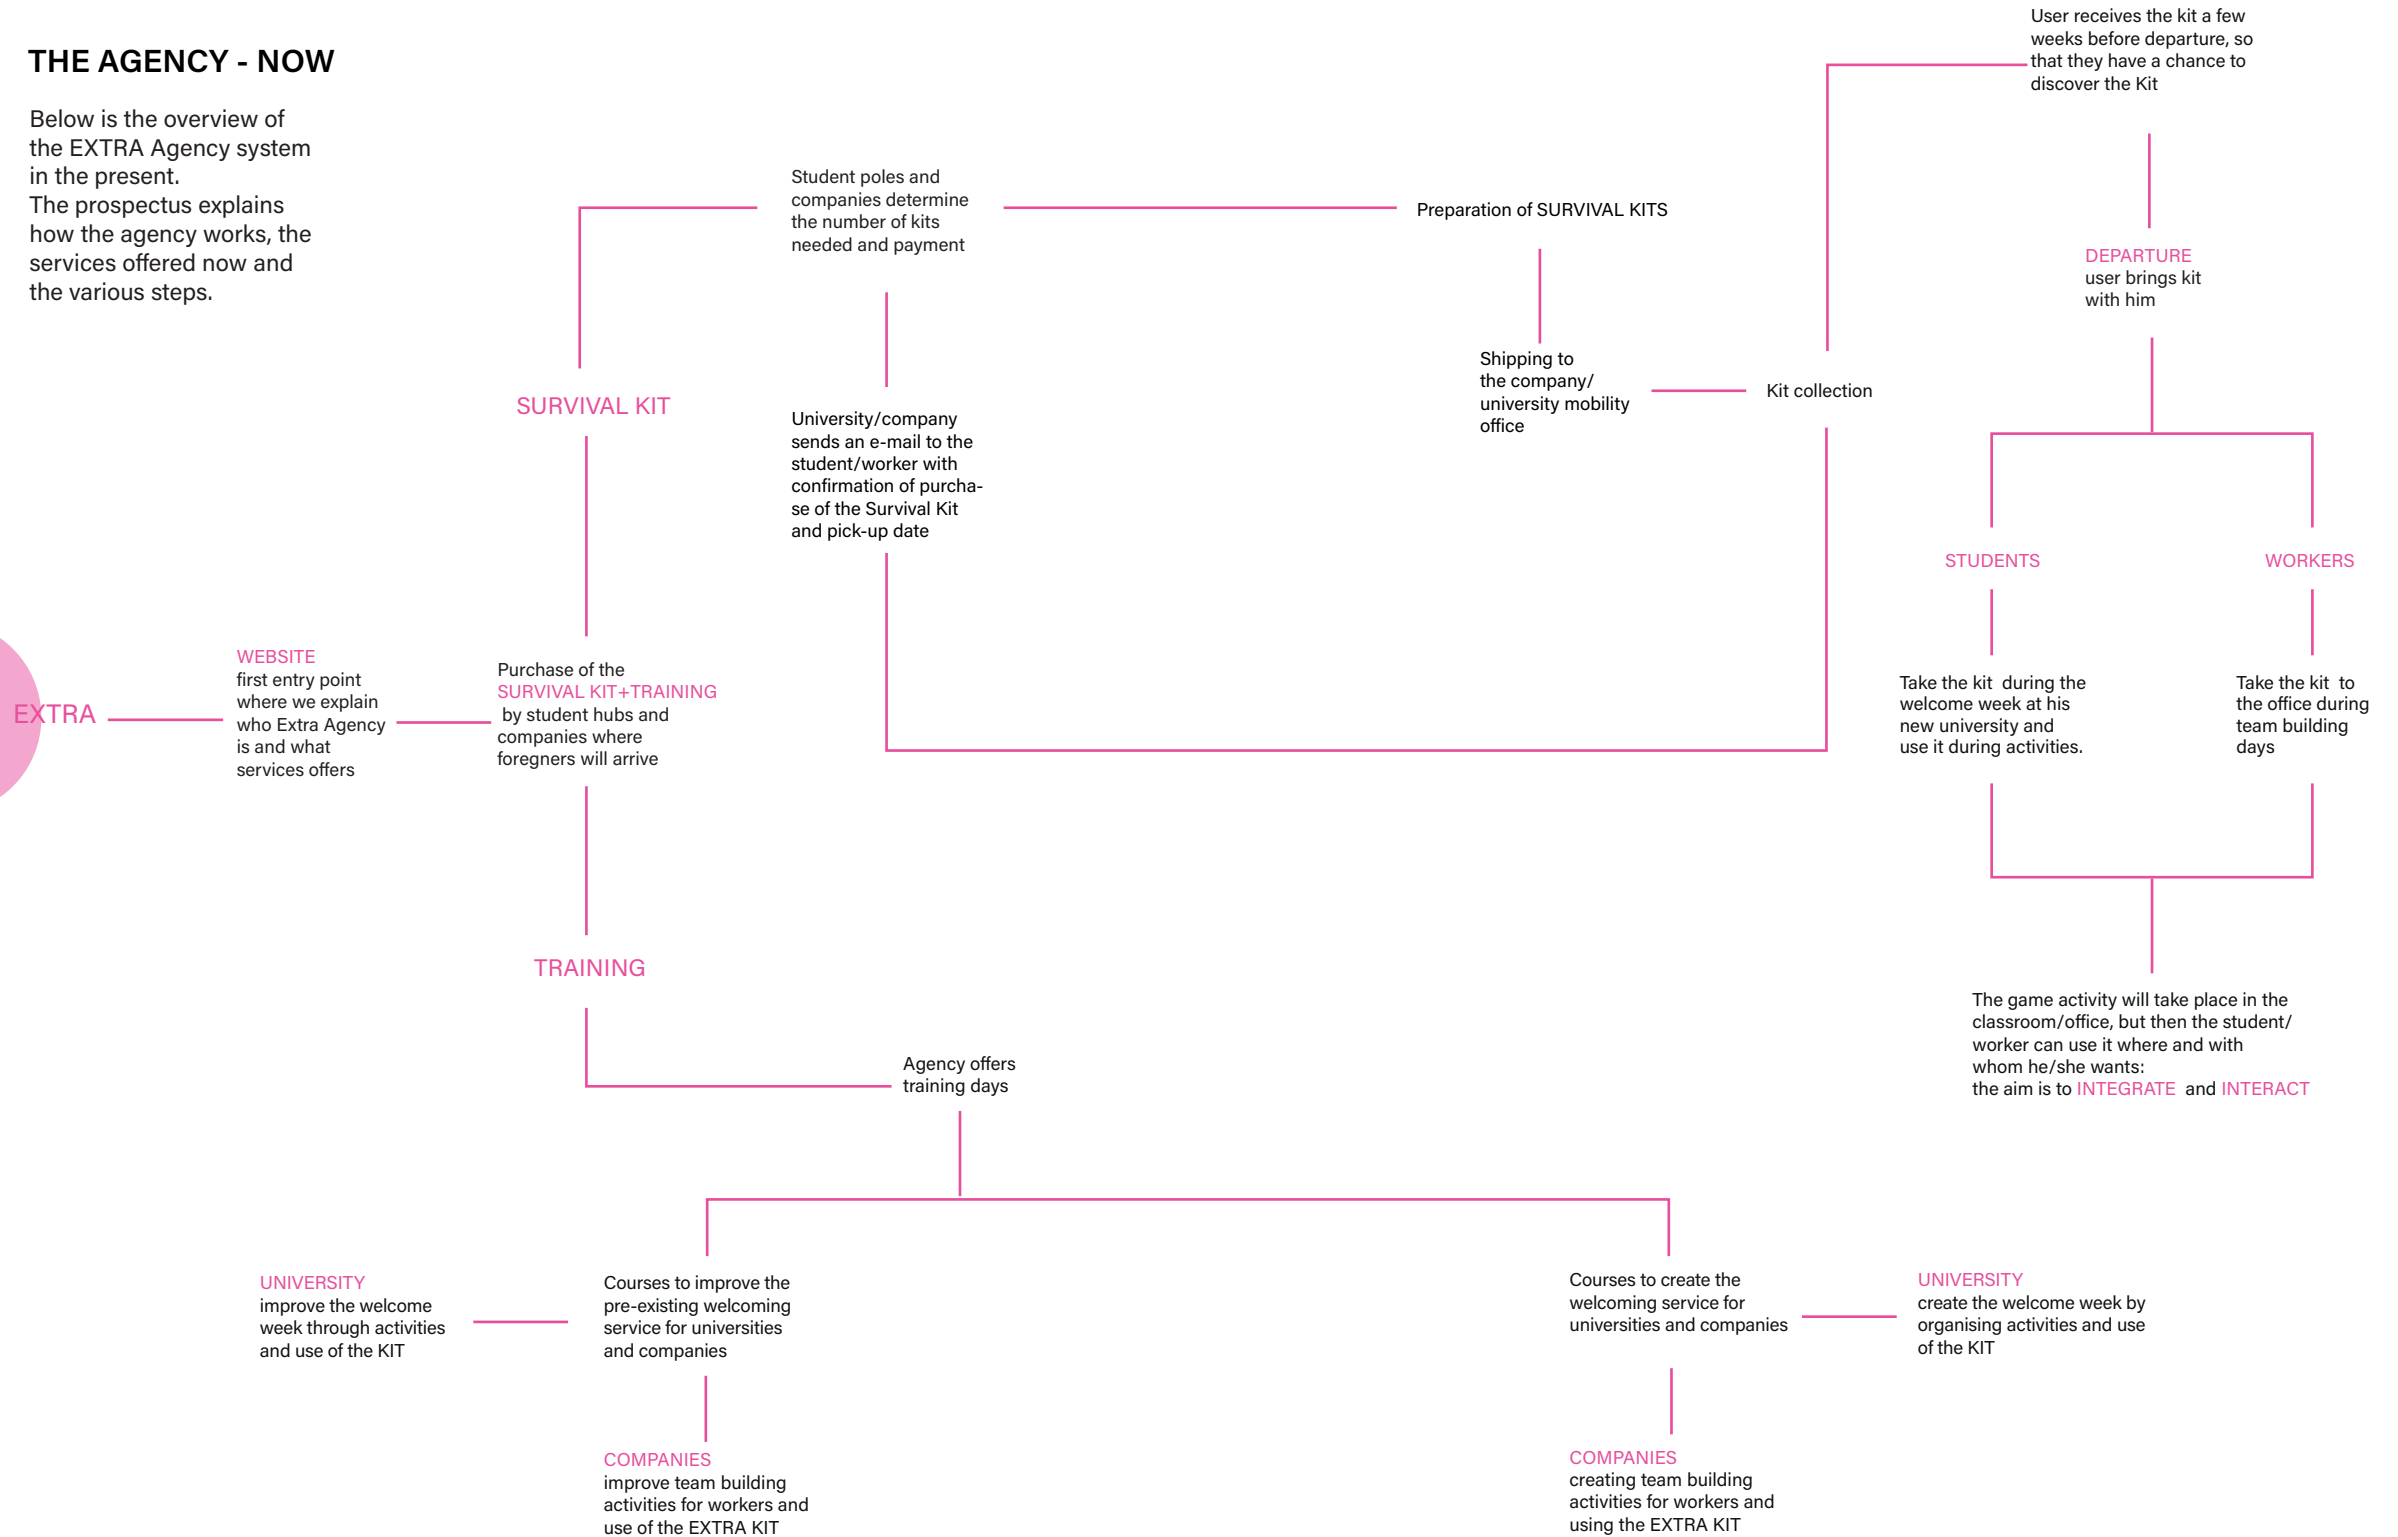 THE AGENCY - NOW
Below is the overview of
the EXTRA Agency system
in the present.
The prospectus explains
how the agency works, the
services offered now and
the various steps.
EXTRA
WEBSITE
first entry point
where we explain
who Extra Agency
is and what
services offers
Purchase of the
SURVIVAL KIT+TRAINING
by student hubs and
companies where
foregners will arrive
SURVIVAL KIT
Student poles and
companies determine
the number of kits
needed and payment
University/company
sends an e-mail to the
student/worker with
confirmation of purcha-
se of the Survival Kit
and pick-up date
Preparation of SURVIVAL KITS
Shipping to
the company/
university mobility
office
Kit collection
User receives the kit a few
weeks before departure, so
that they have a chance to
discover the Kit
DEPARTURE
user brings kit
with him
STUDENTS
Take the kit during the
welcome week at his
new university and
use it during activities.
WORKERS
Take the kit to
the office during
team building
days
The game activity will take place in the
classroom/office, but then the student/
worker can use it where and with
whom he/she wants:
the aim is to INTEGRATE and INTERACT
TRAINING
Agency offers
training days
UNIVERSITY
improve the welcome
week through activities
and use of the KIT
Courses to improve the
pre-existing welcoming
service for universities
and companies
COMPANIES
improve team building
activities for workers and
use of the EXTRA KIT
Courses to create the
welcoming service for
universities and companies
UNIVERSITY
create the welcome week by
organising activities and use
of the KIT
COMPANIES
creating team building
activities for workers and
using the EXTRA KIT